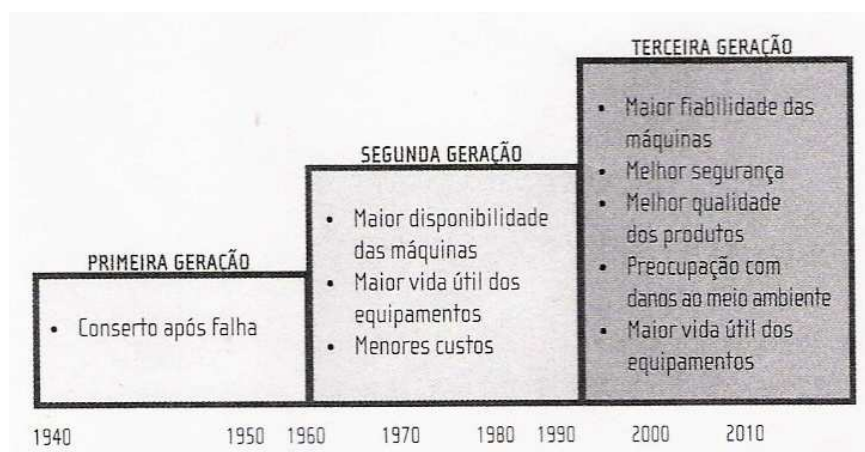 PRIMEIRA GERAÇÃO
• Conserto após falha
SEGUNDA GERAÇÃO
• Maior disponibilidade
das máquinas
• Maior vida útil dos
equipamentos
• Menores custos
TERCEIRA GERAÇÃO
• Maior fiabilidade das
máquinas
• Melhor segurança
• Melhor qualidade
dos produtos
• Preocupação com
danos ao meio ambiente
• Maior vida útil dos
equipamentos
1940 1950 1960 1970 1980 1990 2000 2010